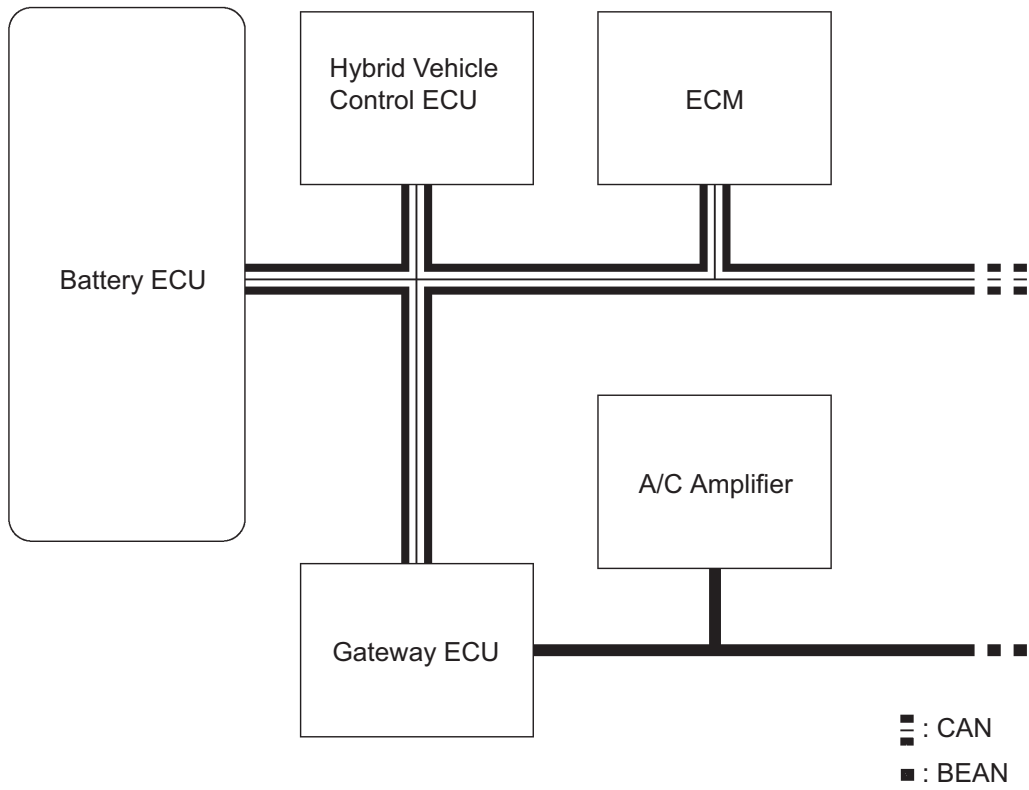 Hybrid Vehicle
Control ECU
ECM
Battery ECU
A/C Amplifier
Gateway ECU
: CAN
: BEAN